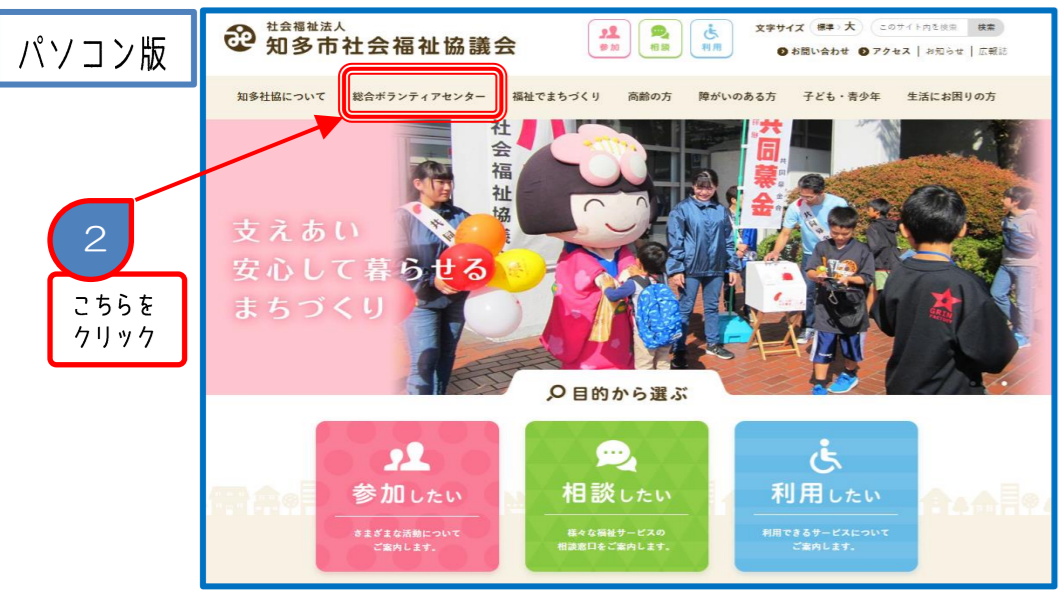 パソコン版
社会福祉法人
知多市社会福祉協議会
参加
相談
利用
文字サイズ 標準 大
このサイト内を検索 検索
お問い合わせ アクセス | お知らせ | 広報誌
知多社協について 総合ボランティアセンター 福祉でまちづくり 高齢の方 障がいのある方 子ども・青少年 生活にお困りの方
社会福祉協議
共同募金
共同募金会
共同
支えあい
安心して暮らせる
まちづくり
GRIN
2
こちらを
クリック
目的から選ぶ
参加したい
さまざまな活動について
ご案内します。
相談したい
様々な福祉サービスの
相談窓口をご案内します。
利用したい
利用できるサービスについて
ご案内します。